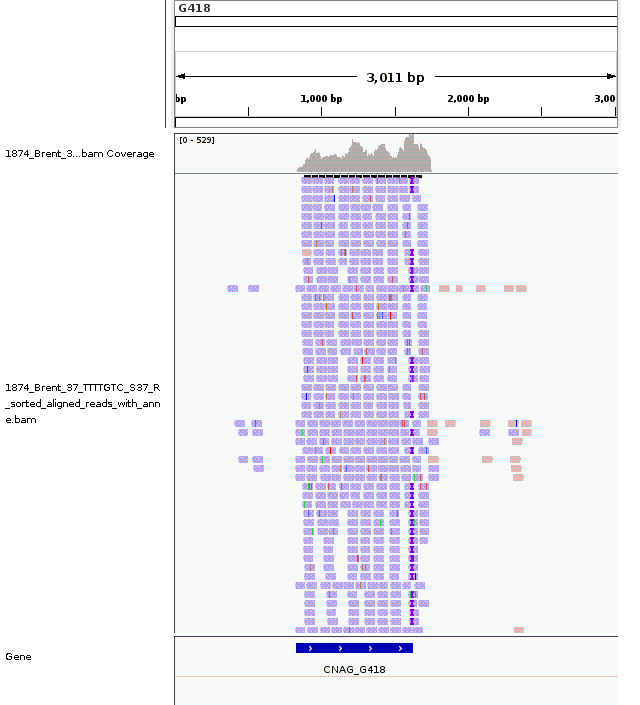 G418
3,011 bp
bp 1,000 bp 2,000 bp 3,00
[0 - 529]
1874_Brent_3...bam Coverage
1874_Brent_37_TTTTGTC_S37_R
_sorted_aligned_reads_with_ann
e.bam
Gene
CNAG_G418